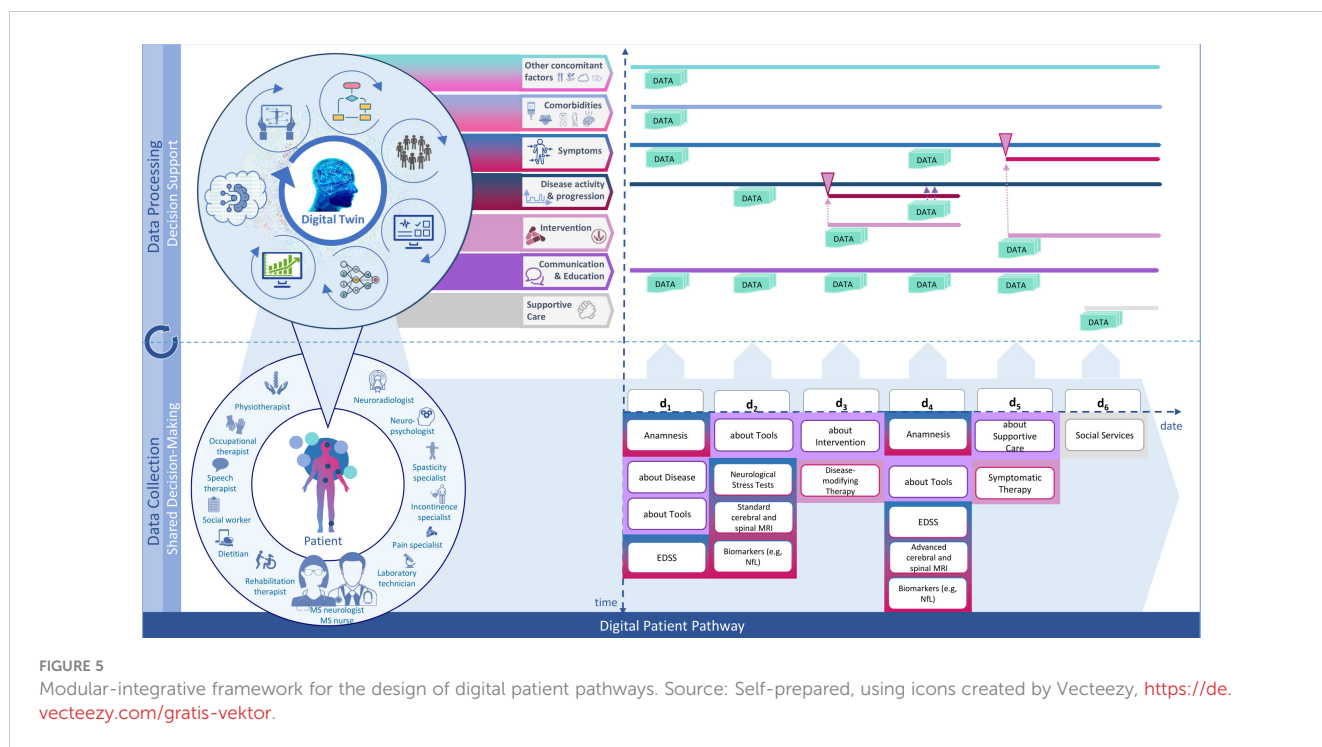 Data Processing
Decision Support
Data Collection
Shared Decision-Making
Digital Twin
Other concomitant
factors
Comorbidities
Symptoms
Disease activity
& progression
Intervention
Communication
& Education
Supportive
Care
DATA
DATA
DATA
DATA
DATA
DATA
DATA
DATA
DATA
DATA
DATA
DATA
DATA
DATA
Physiotherapist
Occupational
therapist
Speech
therapist
Social worker
Dietitian
Rehabilitation
therapist
MS neurologist
MS nurse
Neuroradiologist
Neuro-
psychologist
Spasticity
specialist
Incontinence
specialist
Pain specialist
Laboratory
technician
Patient
d1
d2
d3
d4
d5
d6
date
time
Anamnesis
about Disease
about Tools
EDSS
about Tools
Neurological
Stress Tests
Standard
cerebral and
spinal MRI
Biomarkers (e.g,
NfL)
about
Intervention
Disease-
modifying
Therapy
Anamnesis
about Tools
EDSS
Advanced
cerebral and
spinal MRI
Biomarkers (e.g,
NfL)
about
Supportive
Care
Symptomatic
Therapy
Social Services
Digital Patient Pathway
FIGURE 5
Modular-integrative framework for the design of digital patient pathways. Source: Self-prepared, using icons created by Vecteezy, https://de.
vecteezy.com/gratis-vektor.